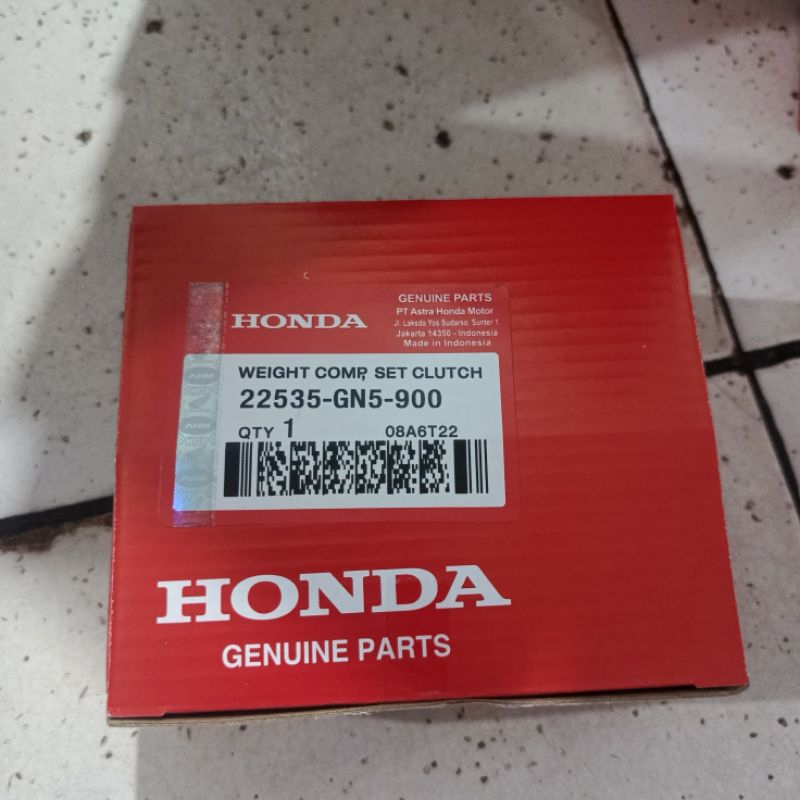 HONDA
GENUINE PARTS
PT Astra Honda Motor
Jl. Laksda Yos Sudarso, Sunter 1
Jakarta 14350 - Indonesia
Made in Indonesia
WEIGHT COMP, SET CLUTCH
22535-GN5-900
QTY 1 08A6T22
HONDA
GENUINE PARTS